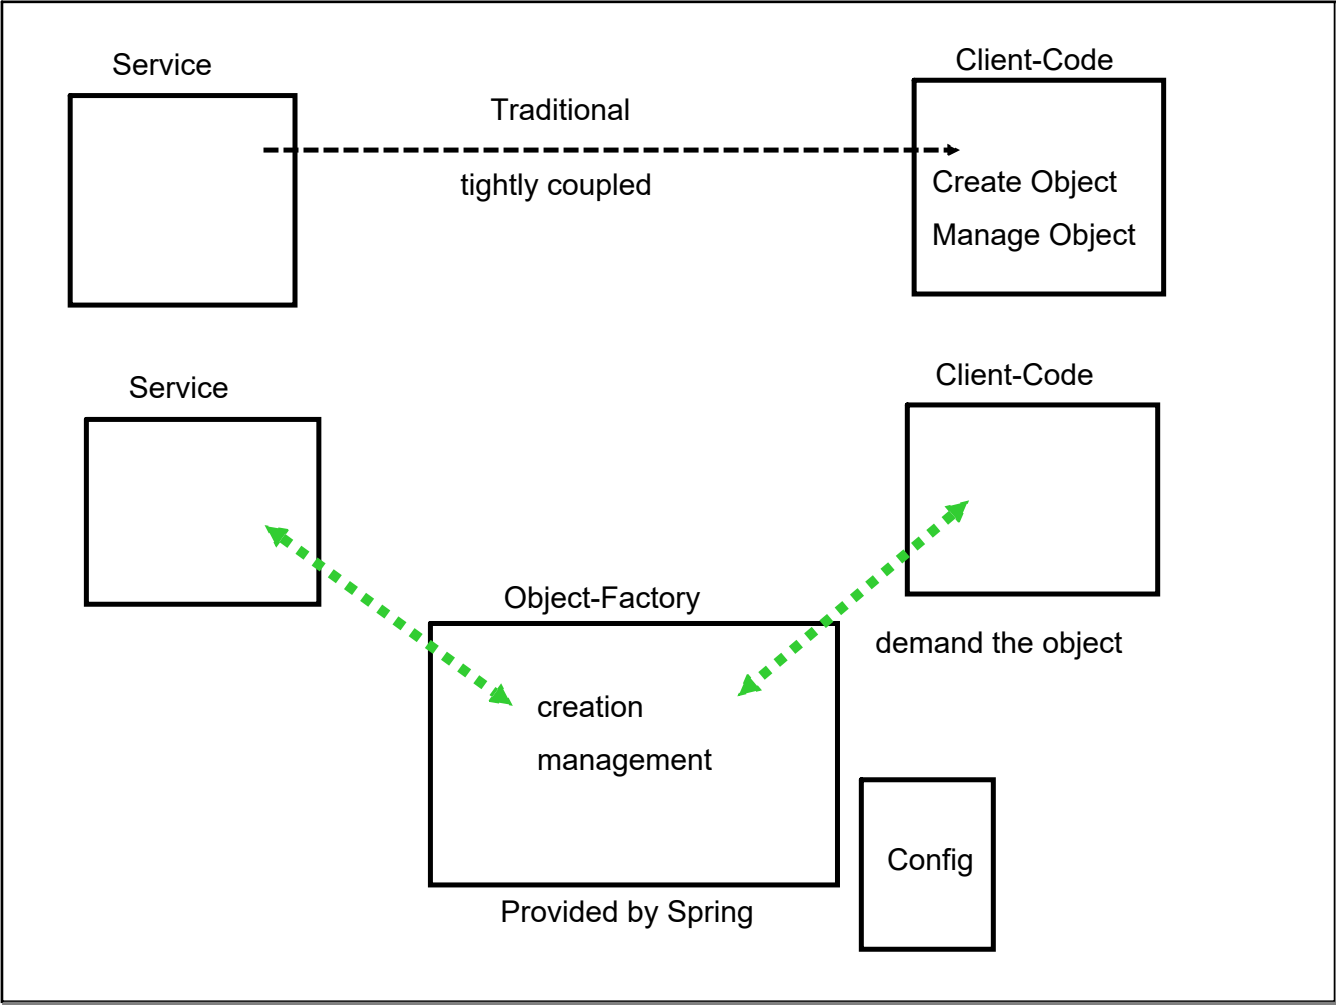 Service
Client-Code
Traditional
tightly coupled
Create Object
Manage Object
Service
Client-Code
Object-Factory
demand the object
creation
management
Config
Provided by Spring